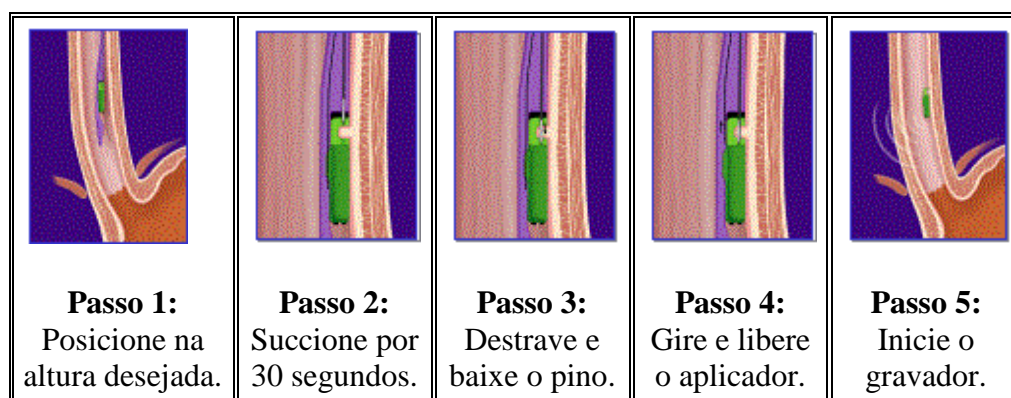 Passo 1:
Posicione na
altura desejada.
Passo 2:
Succione por
30 segundos.
Passo 3:
Destrave e
baixe o pino.
Passo 4:
Gire e libere
o aplicador.
Passo 5:
Inicie o
gravador.